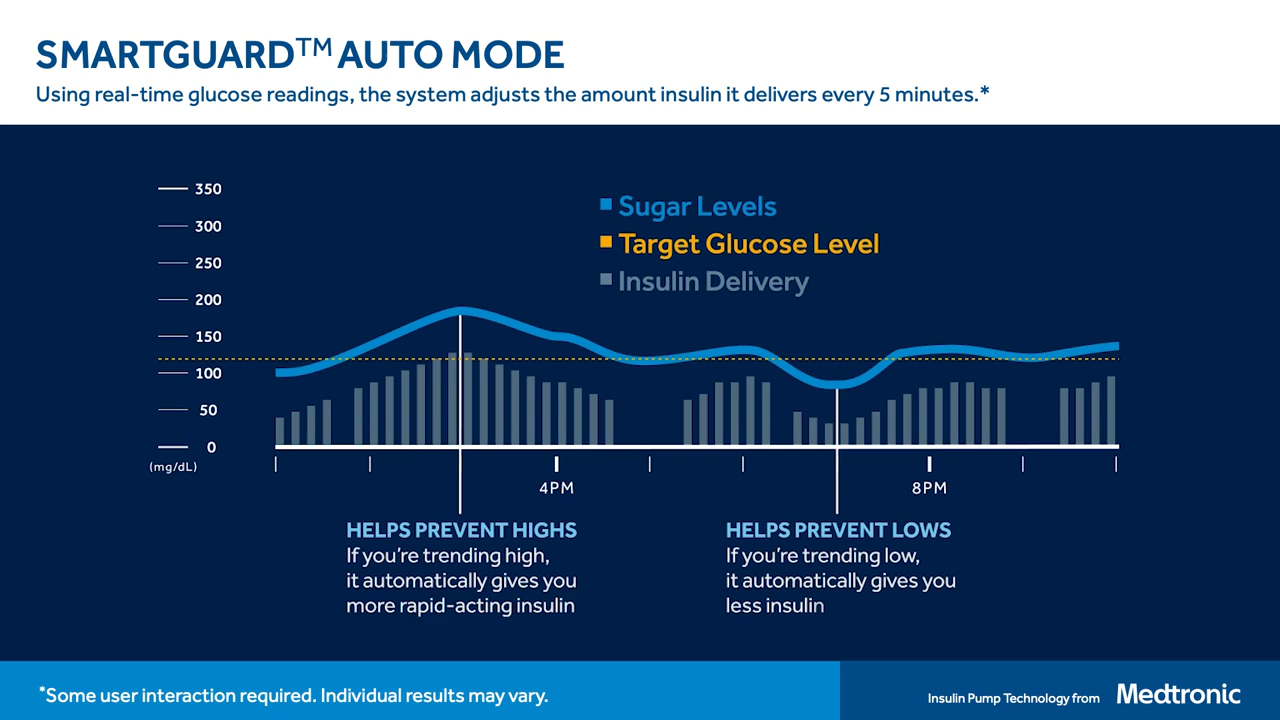 SMARTGUARD™ AUTO MODE
Using real-time glucose readings, the system adjusts the amount insulin it delivers every 5 minutes.*
350
300
250
200
150
100
50
0
(mg/dL)
Sugar Levels
Target Glucose Level
Insulin Delivery
4PM
8PM
HELPS PREVENT HIGHS
If you’re trending high,
it automatically gives you
more rapid-acting insulin
HELPS PREVENT LOWS
If you’re trending low,
it automatically gives you
less insulin
*Some user interaction required. Individual results may vary.
Insulin Pump Technology from Medtronic